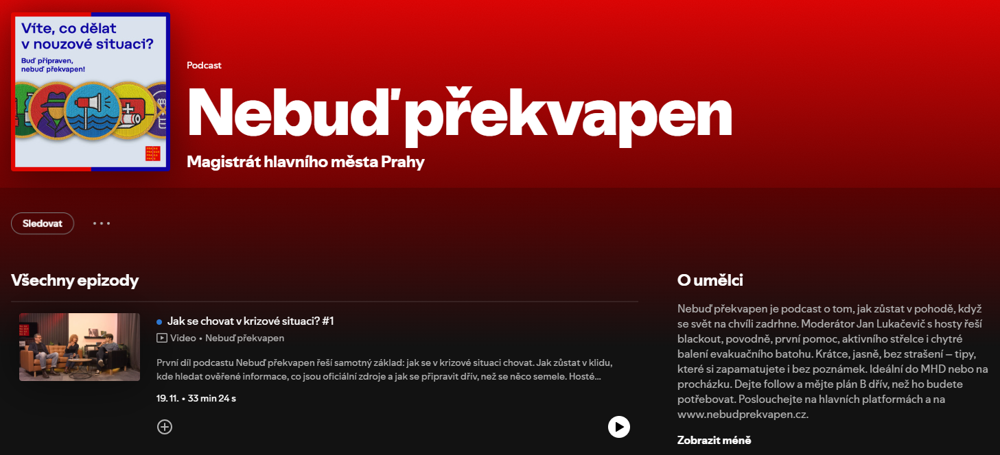 Víte, co dělat
v nouzové situaci?
Buď připraven,
nebuď překvapen!
Podcast
Nebuď překvapen
Magistrát hlavního města Prahy
Sledovat
Všechny epizody
Jak se chovat v krizové situaci? #1
Video • Nebuď překvapen
První díl podcastu Nebuď překvapen řeší samotný základ: jak se v krizové situaci chovat. Jak zůstat v klidu,
kde hledat ověřené informace, co jsou oficiální zdroje a jak se připravit dřív, než se něco semele. Hosté...
19. 11. • 33 min 24 s
O umělci
Nebuď překvapen je podcast o tom, jak zůstat v pohodě, když
se svět na chvíli zadrhne. Moderátor Jan Lukačevič s hosty řeší
blackout, povodně, první pomoc, aktivního střelce i chytré
balení evakuačního batohu. Krátce, jasně, bez strašení – tipy,
které si zapamatujete i bez poznámek. Ideální do MHD nebo na
procházku. Dejte follow a mějte plán B dřív, než ho budete
potřebovat. Poslouchejte na hlavních platformách a na
www.nebudprekvapen.cz.
Zobrazit méně